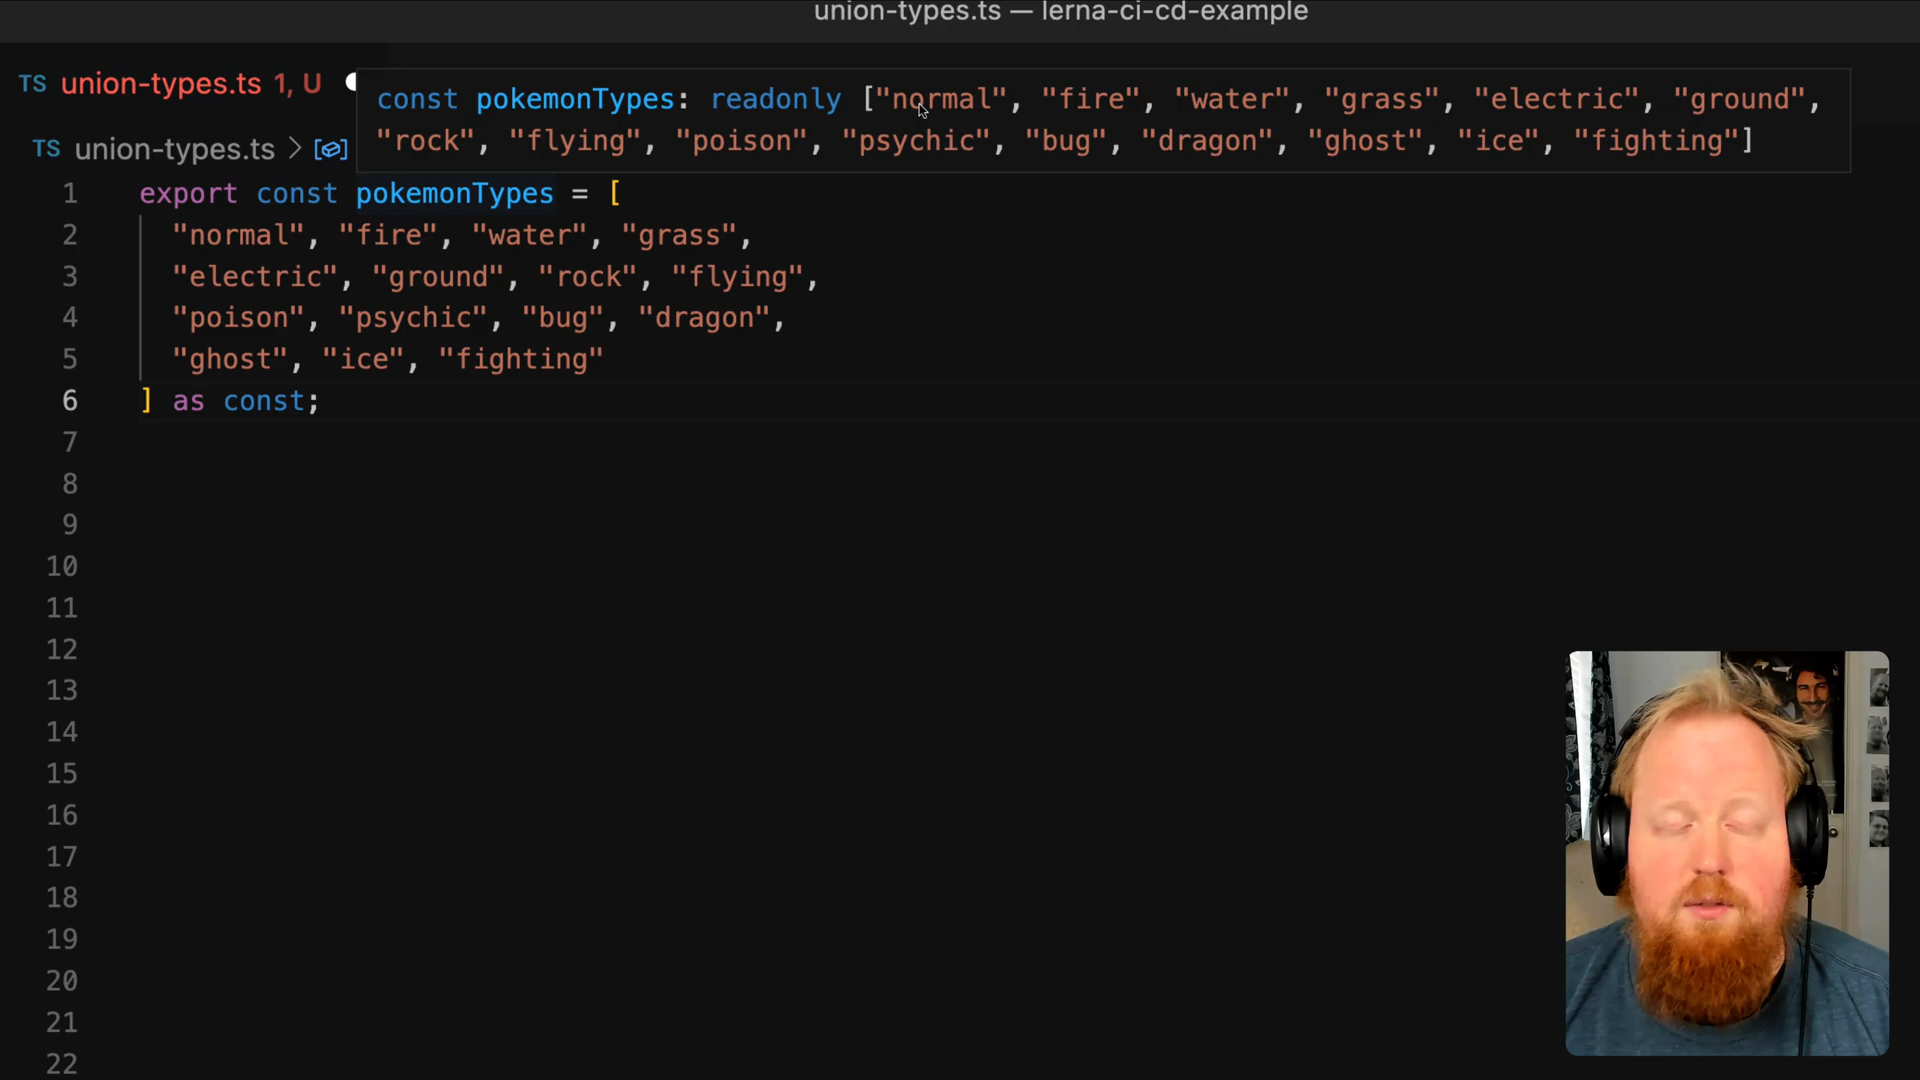 union-types.ts — lerna-ci-cd-example
TS union-types.ts 1, U
const pokemonTypes: readonly ["normal", "fire", "water", "grass", "electric", "ground",
"rock", "flying", "poison", "psychic", "bug", "dragon", "ghost", "ice", "fighting"]
TS union-types.ts >
1 export const pokemonTypes = [
2 "normal", "fire", "water", "grass",
3 "electric", "ground", "rock", "flying",
4 "poison", "psychic", "bug", "dragon",
5 "ghost", "ice", "fighting"
6 ] as const;
7
8
9
10
11
12
13
14
15
16
17
18
19
20
21
22